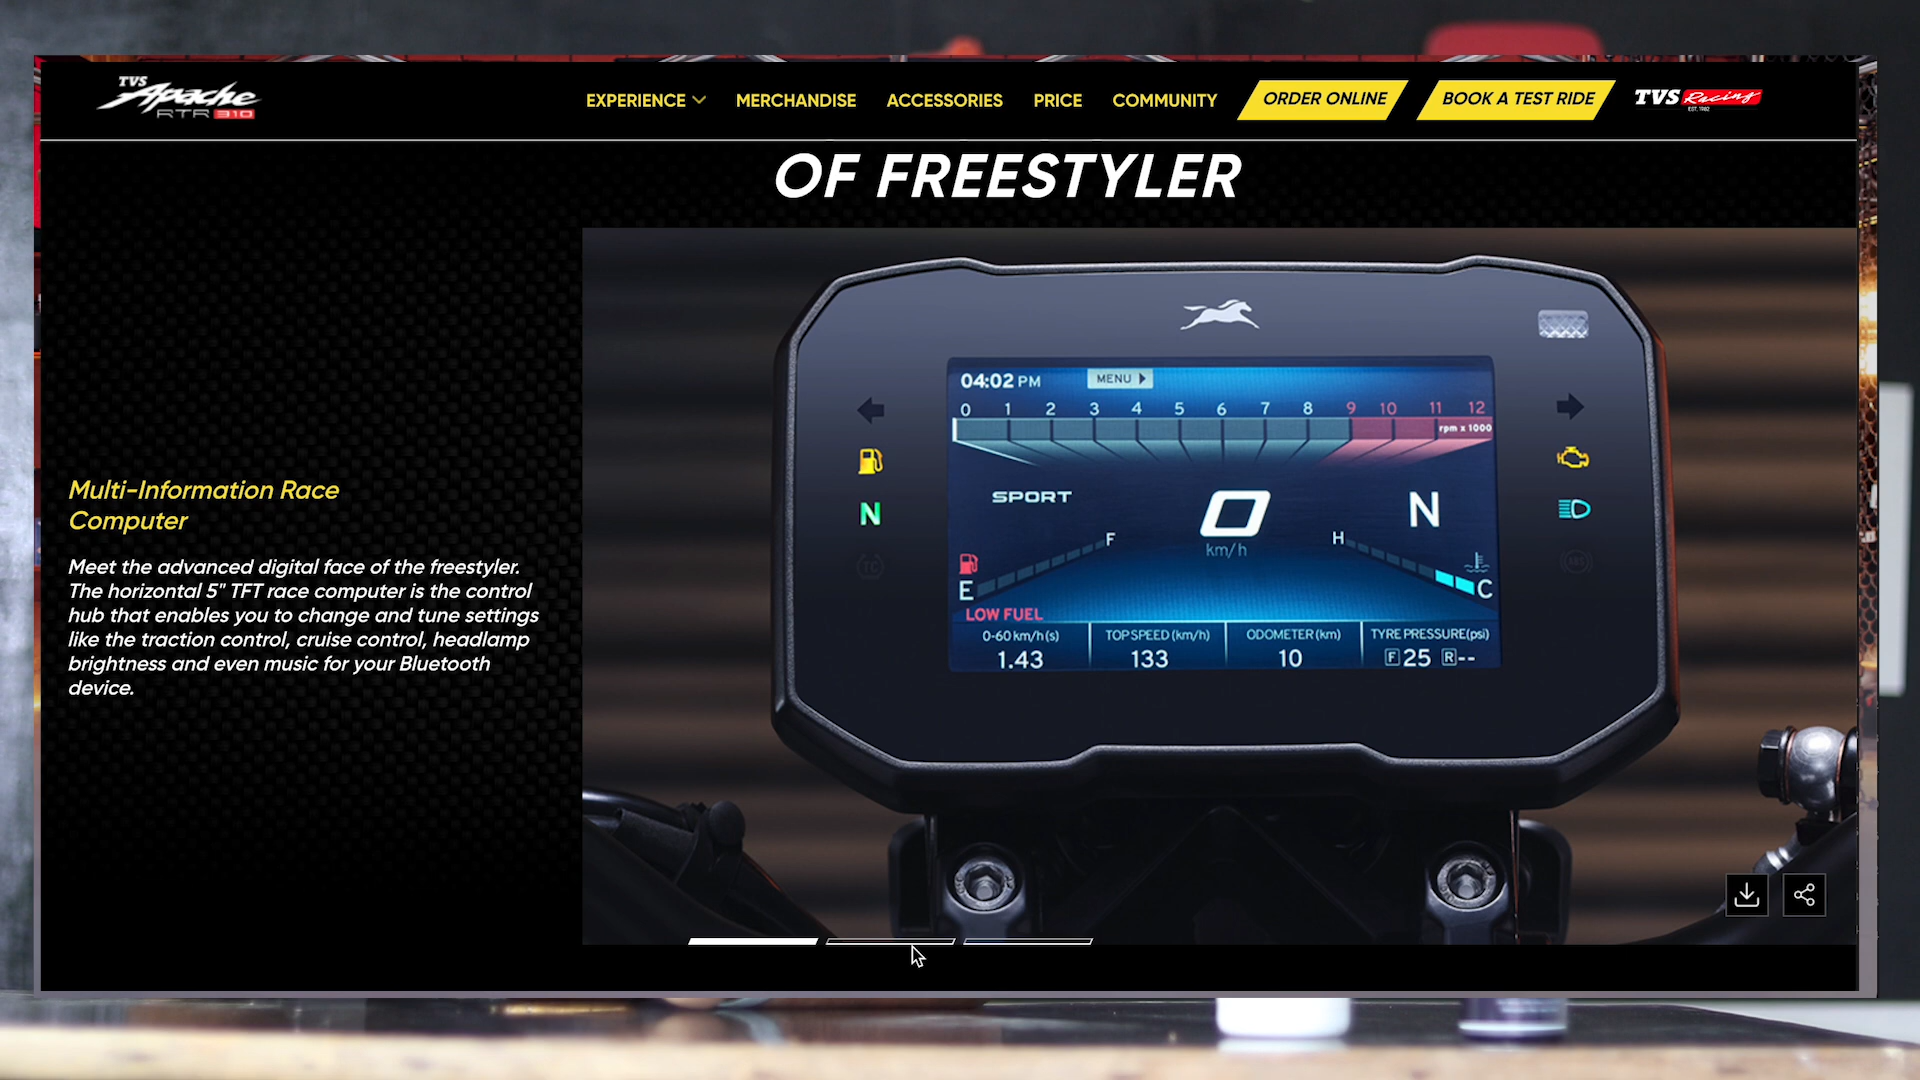 TVS
Apache
RTR 310
EXPERIENCE
MERCHANDISE
ACCESSORIES
PRICE
COMMUNITY
ORDER ONLINE
BOOK A TEST RIDE
TVS Racing
EST. 1982
OF FREESTYLER
Multi-Information Race
Computer
Meet the advanced digital face of the freestyler.
The horizontal 5" TFT race computer is the control
hub that enables you to change and tune settings
like the traction control, cruise control, headlamp
brightness and even music for your Bluetooth
device.
04:02 PM
MENU
0 1 2 3 4 5 6 7 8 9 10 11 12
rpm x 1000
SPORT
0
km/h
N
N
F
H
E
C
LOW FUEL
0-60 km/h(s)
1.43
TOP SPEED (km/h)
133
ODOMETER (km)
10
TYRE PRESSURE(psi)
F 25 R --
TC